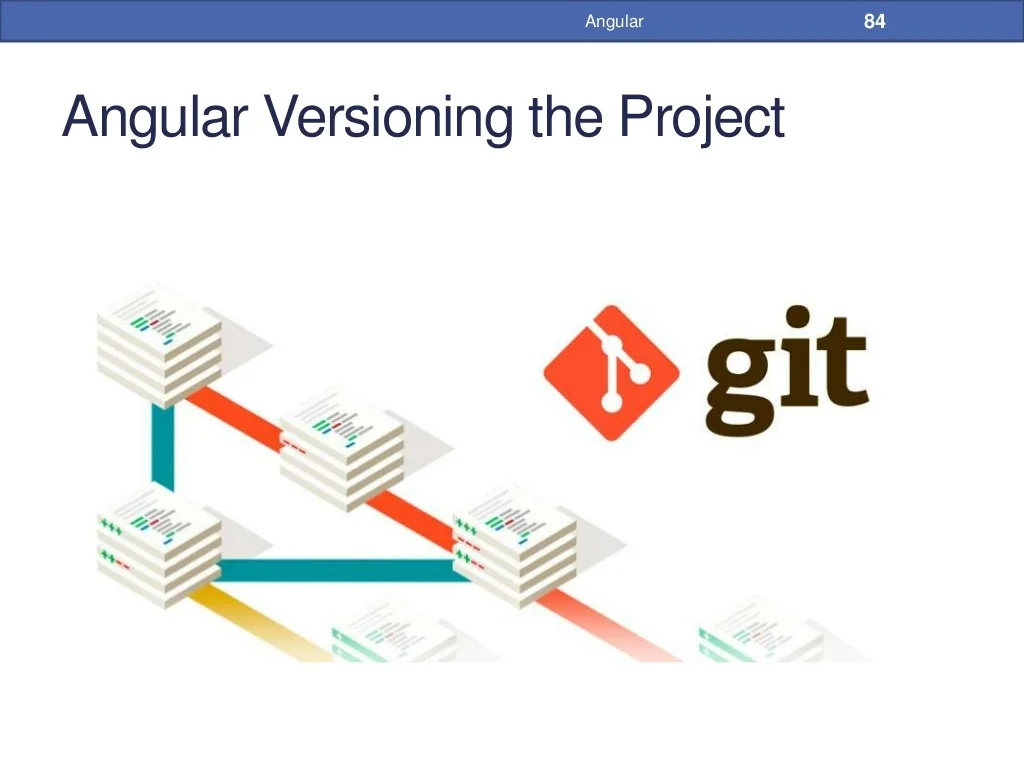 Angular
84
Angular Versioning the Project
git